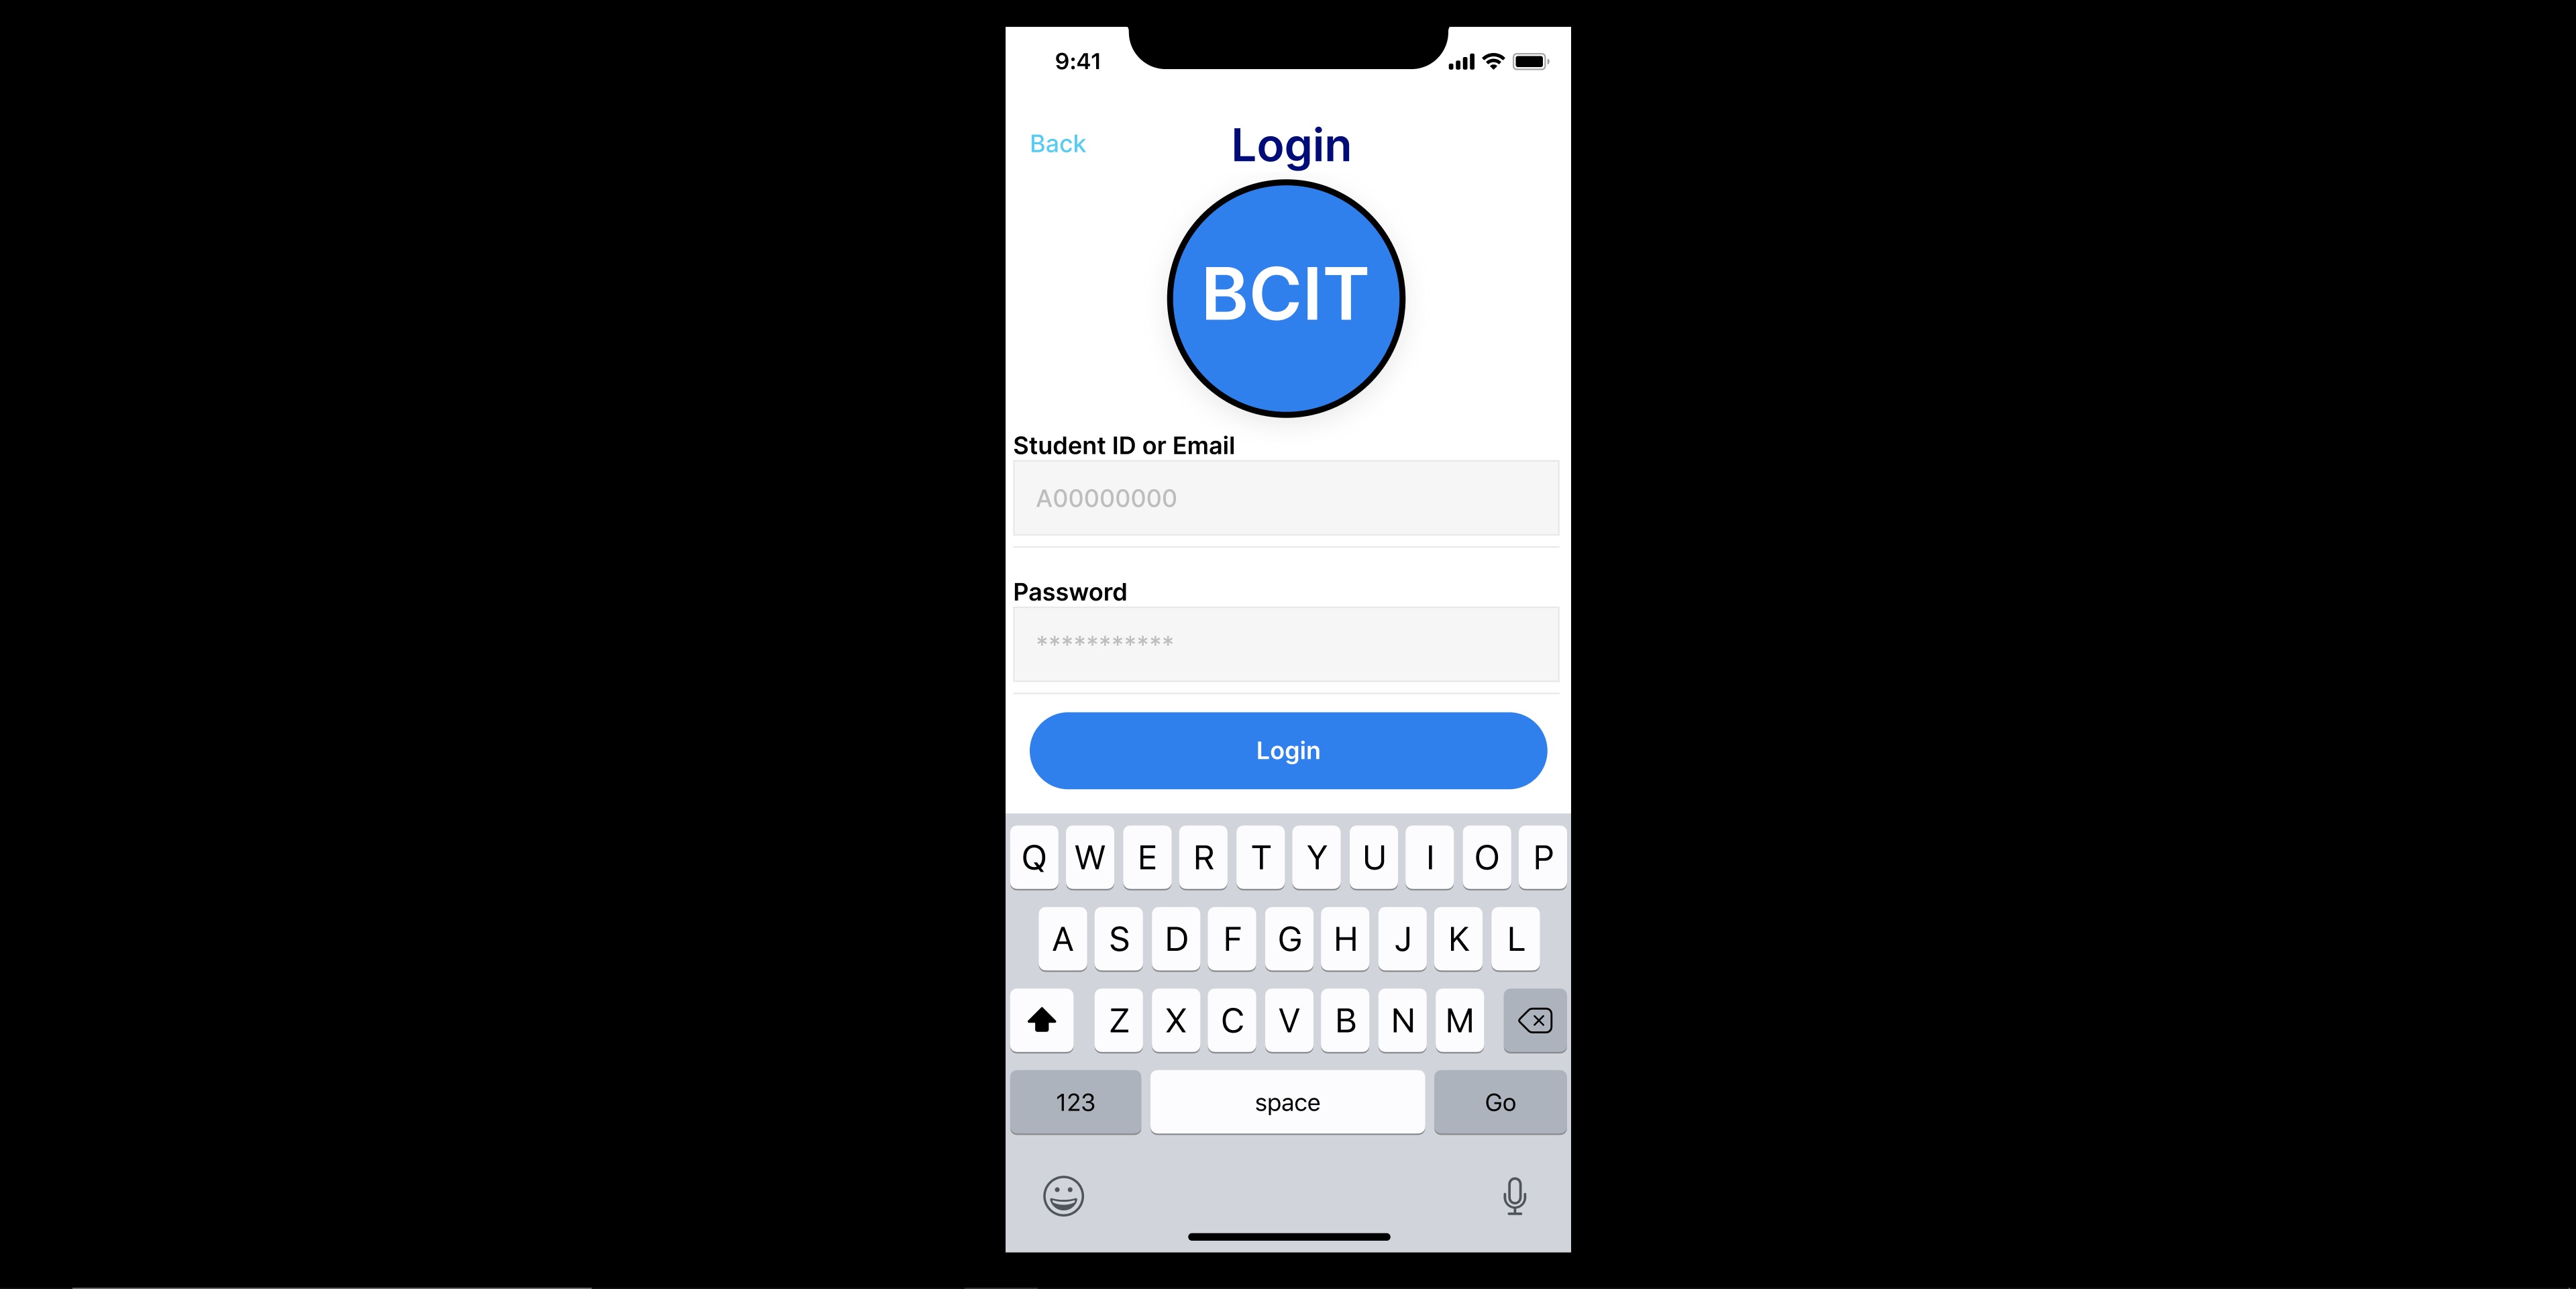 9:41
Back
Login
BCIT
Student ID or Email
A00000000
Password
***********
Login
Q W E R T Y U I O P
A S D F G H J K L
Z X C V B N M
123 space Go